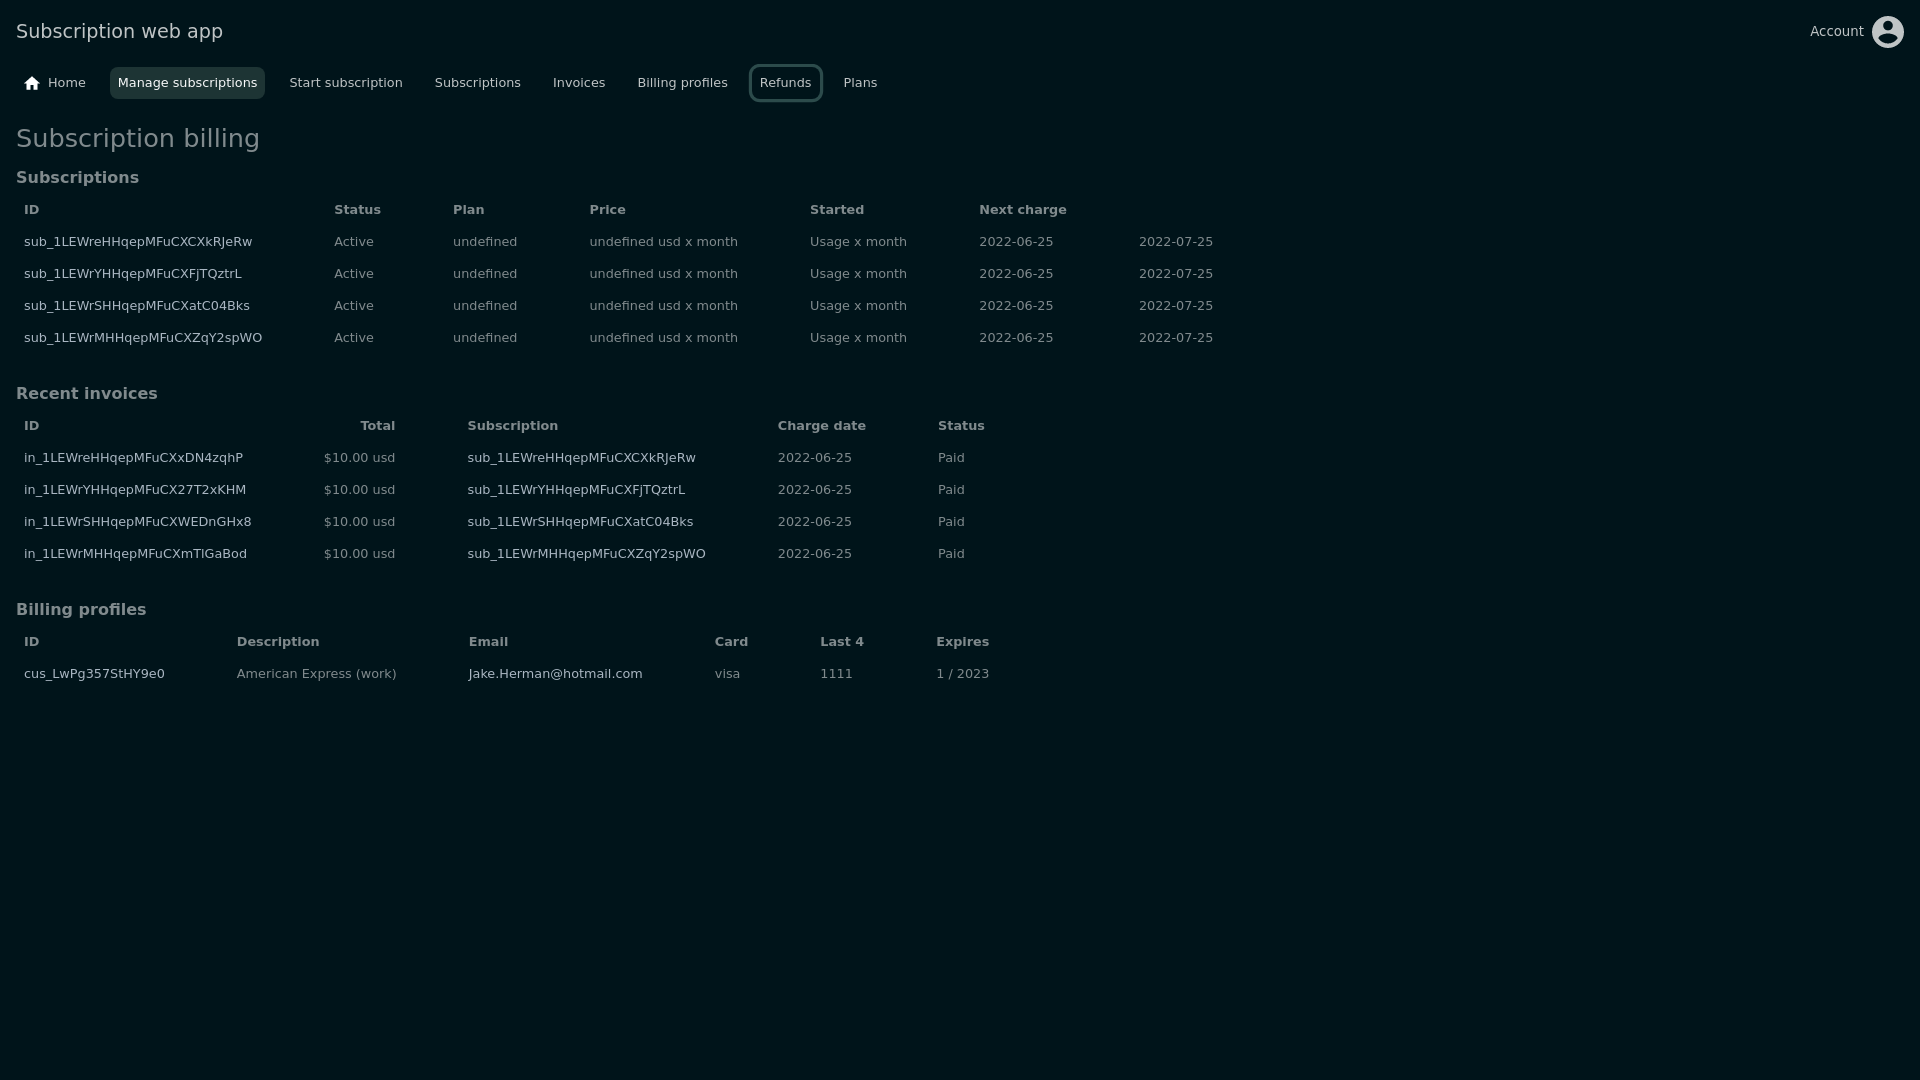 Subscription web app
Account
Home Manage subscriptions Start subscription Subscriptions Invoices Billing profiles Refunds Plans
Subscription billing
Subscriptions
ID Status Plan Price Started Next charge
sub_1LEWreHHqepMFuCXCXkRJeRw Active undefined undefined usd x month Usage x month 2022-06-25 2022-07-25
sub_1LEWrYHHqepMFuCXFjTQztrL Active undefined undefined usd x month Usage x month 2022-06-25 2022-07-25
sub_1LEWrSHHqepMFuCXatC04Bks Active undefined undefined usd x month Usage x month 2022-06-25 2022-07-25
sub_1LEWrMHHqepMFuCXZqY2spWO Active undefined undefined usd x month Usage x month 2022-06-25 2022-07-25
Recent invoices
ID Total Subscription Charge date Status
in_1LEWreHHqepMFuCXxDN4zqhP $10.00 usd sub_1LEWreHHqepMFuCXCXkRJeRw 2022-06-25 Paid
in_1LEWrYHHqepMFuCX27T2xKHM $10.00 usd sub_1LEWrYHHqepMFuCXFjTQztrL 2022-06-25 Paid
in_1LEWrSHHqepMFuCXWEDnGHx8 $10.00 usd sub_1LEWrSHHqepMFuCXatC04Bks 2022-06-25 Paid
in_1LEWrMHHqepMFuCXmTlGaBod $10.00 usd sub_1LEWrMHHqepMFuCXZqY2spWO 2022-06-25 Paid
Billing profiles
ID Description Email Card Last 4 Expires
cus_LwPg357StHY9e0 American Express (work) Jake.Herman@hotmail.com visa 1111 1 / 2023